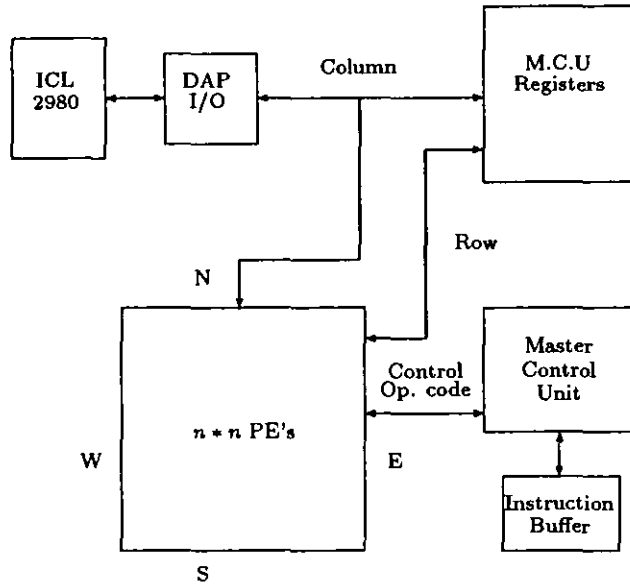 ICL
2980
DAP
I/O
Column
M.C.U
Registers
Row
N
Control
Op. code
Master
Control
Unit
n * n PE's
W
E
Instruction
Buffer
S